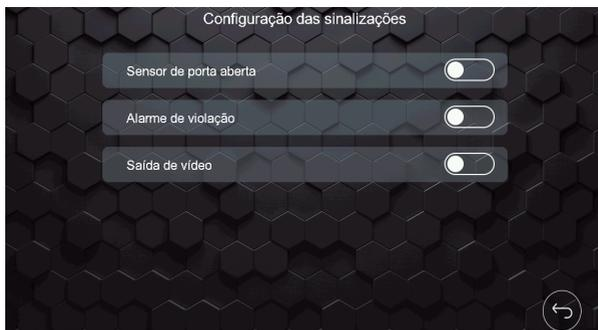 Configuração das sinalizações
Sensor de porta aberta
Alarme de violação
Saída de vídeo